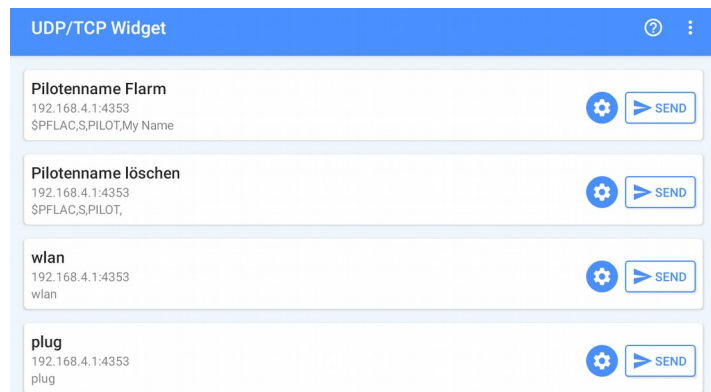 UDP/TCP Widget
Pilotenname Flarm
192.168.4.1:4353
$PFLAC,S,PILOT,My Name
SEND
Pilotenname löschen
192.168.4.1:4353
$PFLAC,S,PILOT,
SEND
wlan
192.168.4.1:4353
wlan
SEND
plug
192.168.4.1:4353
plug
SEND